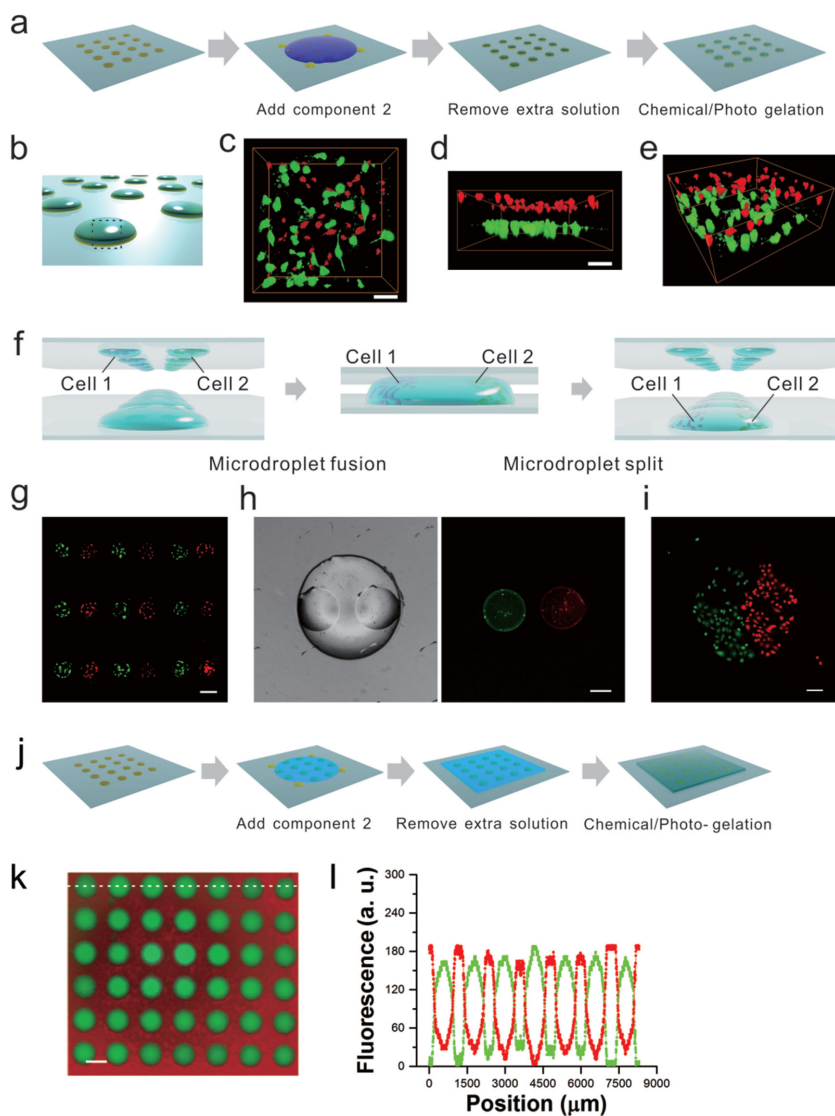 a
Add component 2
Remove extra solution
Chemical/Photo gelation
b
c
d
e
f
Cell 1
Cell 2
Cell 1
Cell 2
Cell 1
Cell 2
Microdroplet fusion
Microdroplet split
g
h
i
j
Add component 2
Remove extra solution
Chemical/Photo- gelation
k
l
Fluorescence (a. u.)
300
240
180
120
60
0
0
1500
3000
4500
6000
7500
9000
Position (μm)